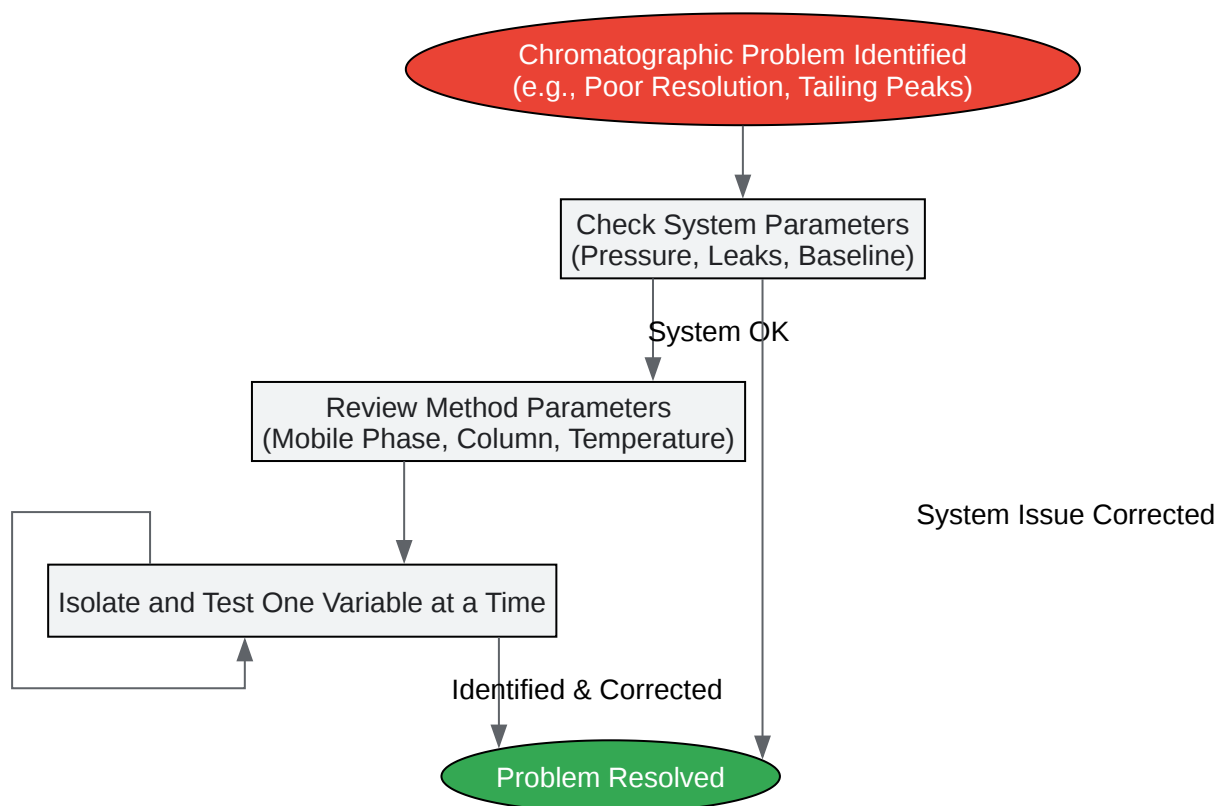 Chromatographic Problem Identified
(e.g., Poor Resolution, Tailing Peaks)
Check System Parameters
(Pressure, Leaks, Baseline)
System OK
Review Method Parameters
(Mobile Phase, Column, Temperature)
System Issue Corrected
Isolate and Test One Variable at a Time
Identified & Corrected
Problem Resolved